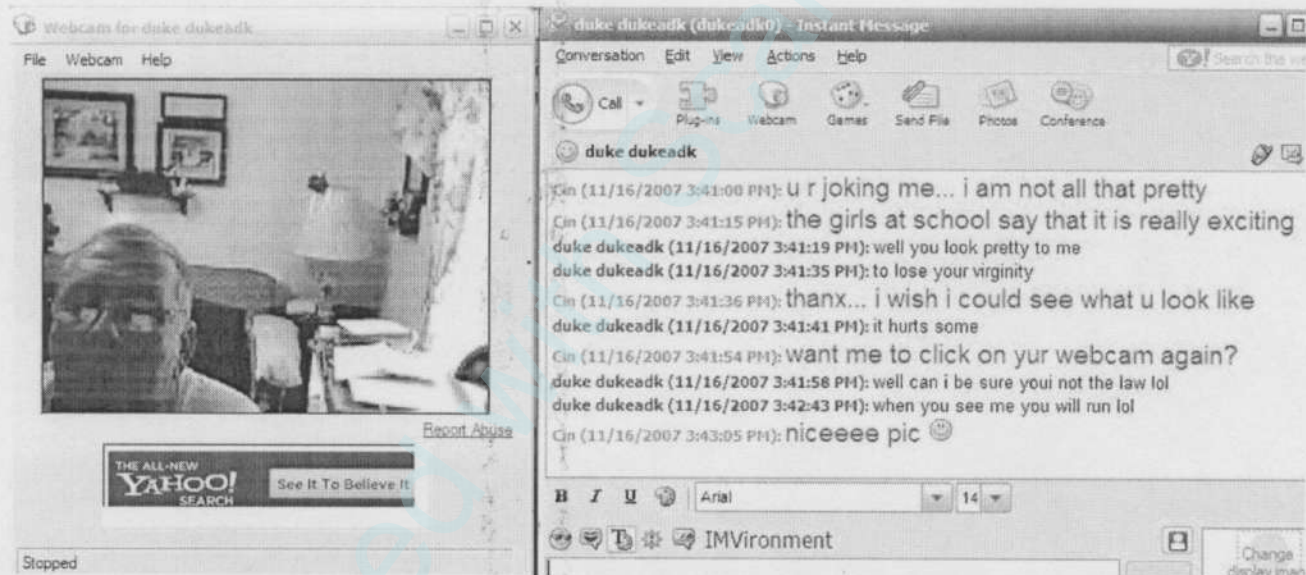 Webcam for duke dukeadk
File Webcam Help
Report Abuse
THE ALL-NEW
YAHOO!
SEARCH
See It To Believe It
Stopped
duke dukeadk (dukeadk0) - Instant Message
Conversation Edit View Actions Help
Search the we
Call Plug-ins Webcam Games Send File Photos Conference
duke dukeadk
Cin (11/16/2007 3:41:00 PM): u r joking me... i am not all that pretty
Cin (11/16/2007 3:41:15 PM): the girls at school say that it is really exciting
duke dukeadk (11/16/2007 3:41:19 PM): well you look pretty to me
duke dukeadk (11/16/2007 3:41:35 PM): to lose your virginity
Cin (11/16/2007 3:41:36 PM): thanx... i wish i could see what u look like
duke dukeadk (11/16/2007 3:41:41 PM): it hurts some
Cin (11/16/2007 3:41:54 PM): want me to click on yur webcam again?
duke dukeadk (11/16/2007 3:41:58 PM): well can i be sure youi not the law lol
duke dukeadk (11/16/2007 3:42:43 PM): when you see me you will run lol
Cin (11/16/2007 3:43:05 PM): niceeee pic
B I U Arial 14
IMVironment
Change
display imag